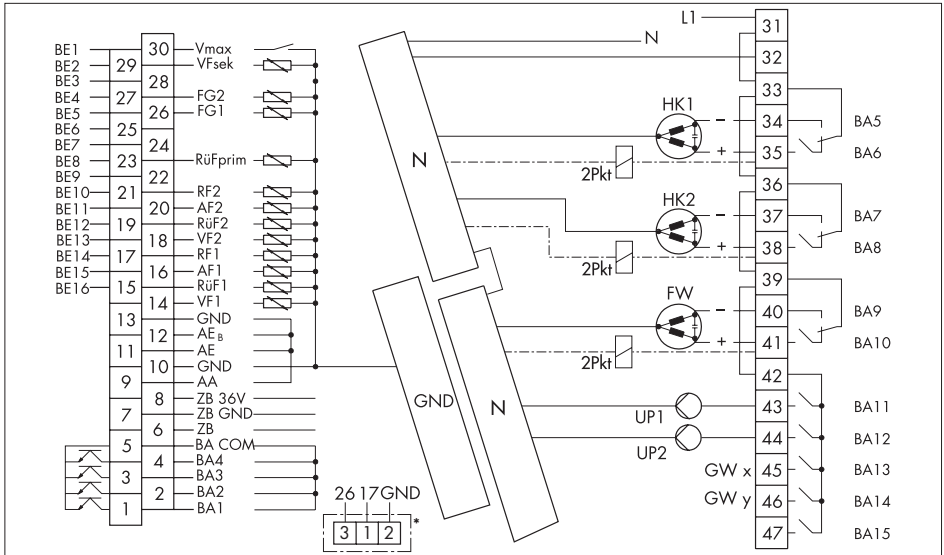 L1 31
BE1 30 Vmax N
BE2 29 VFsek 32
BE3 28
BE4 27 FG2 33
BE5 26 FG1 HK1 − 34 BA5
BE6 25
BE7 24 + 35 BA6
BE8 23 RüFprim N 2Pkt
BE9 22 36
BE10 21 RF2 HK2
BE11 20 AF2 − 37 BA7
BE12 19 RüF2
BE13 18 VF2 + 38 BA8
BE14 17 RF1 2Pkt
BE15 16 AF1 39
BE16 15 RüF1 FW
14 VF1 − 40 BA9
13 GND
12 AE B + 41 BA10
11 AE
10 GND 2Pkt
9 AA 42
8 ZB 36V GND N
7 ZB GND UP1 43 BA11
6 ZB
5 BA COM UP2 44 BA12
4 BA4
3 BA3 GW x 45 BA13
2 BA2 26 17 GND GW y 46 BA14
1 BA1
3 1 2 * 47 BA15